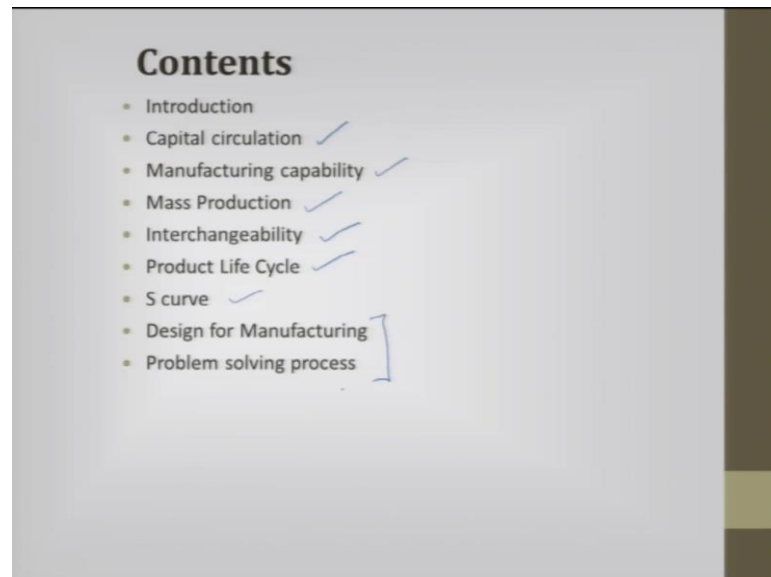 Contents
Introduction
Capital circulation
Manufacturing capability
Mass Production
Interchangeability
Product Life Cycle
S curve
Design for Manufacturing
Problem solving process